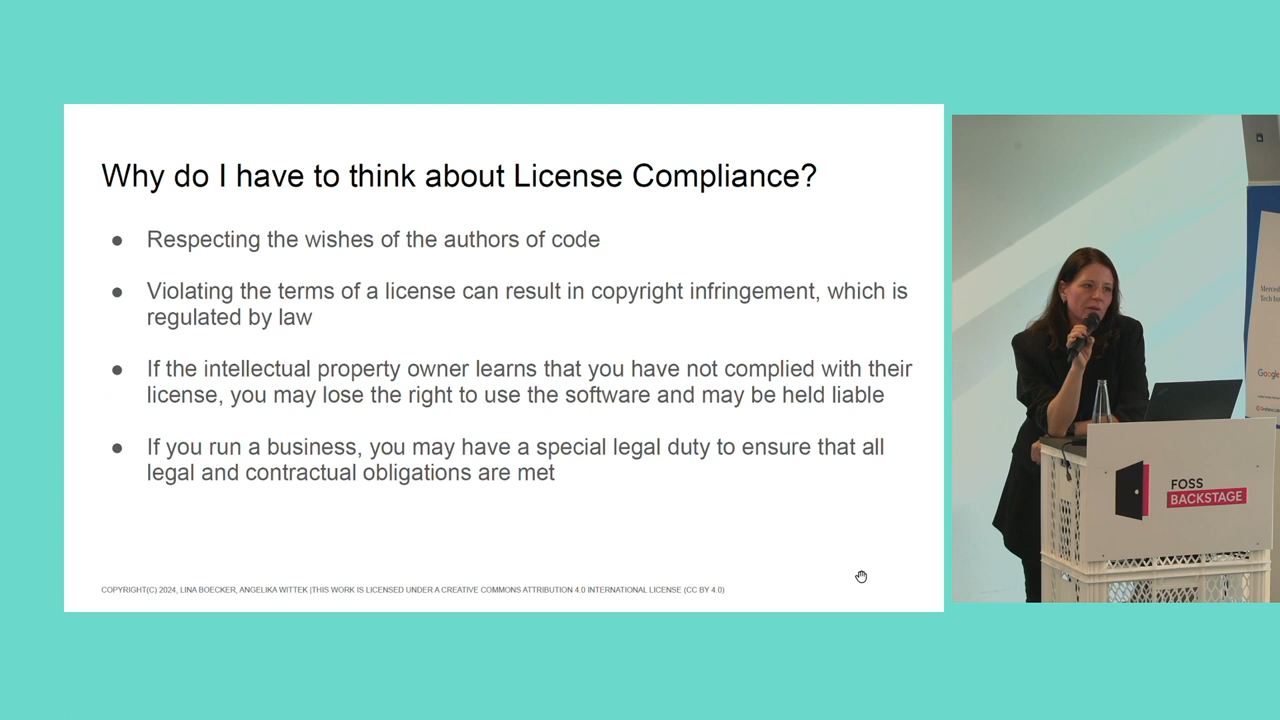 Why do I have to think about License Compliance?
● Respecting the wishes of the authors of code
● Violating the terms of a license can result in copyright infringement, which is
regulated by law
● If the intellectual property owner learns that you have not complied with their
license, you may lose the right to use the software and may be held liable
● If you run a business, you may have a special legal duty to ensure that all
legal and contractual obligations are met
COPYRIGHT(C) 2024, LINA BOECKER, ANGELIKA WITTEK |THIS WORK IS LICENSED UNDER A CREATIVE COMMONS ATTRIBUTION 4.0 INTERNATIONAL LICENSE (CC BY 4.0)
FOSS
BACKSTAGE
Google